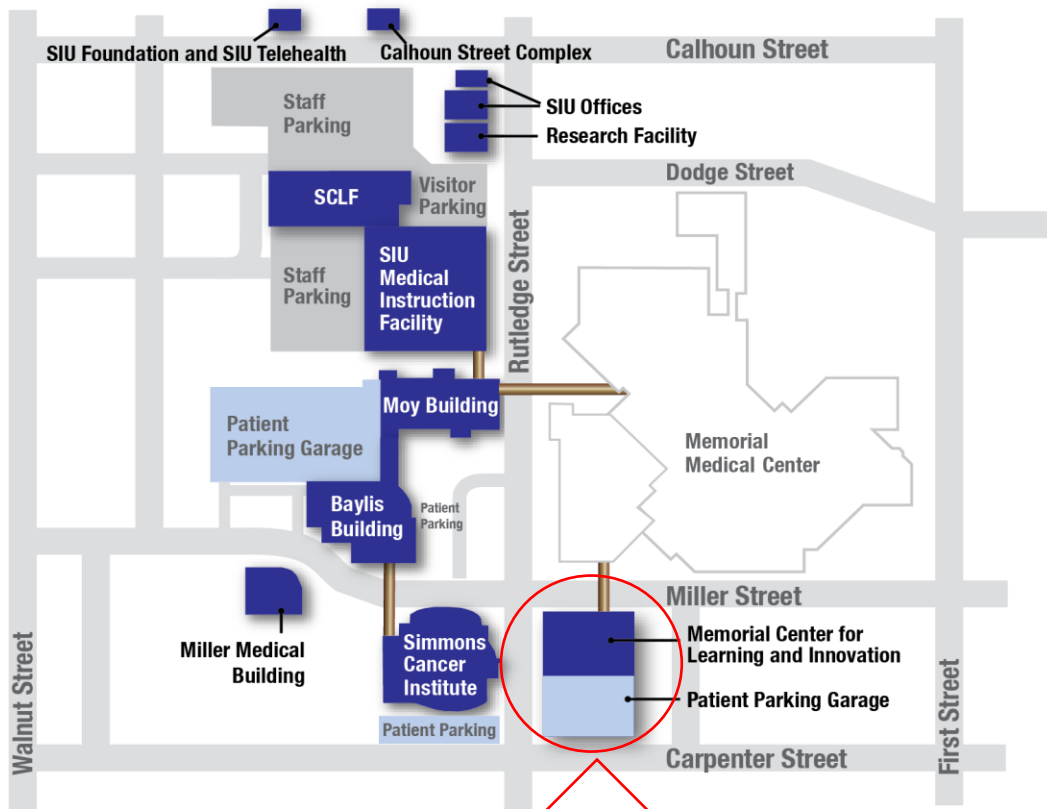 SIU Foundation and SIU Telehealth
Calhoun Street Complex
Calhoun Street
Staff
Parking
SIU Offices
Research Facility
Dodge Street
SCLF
Visitor
Parking
SIU
Medical
Instruction
Facility
Staff
Parking
Rutledge Street
Moy Building
Patient
Parking Garage
Memorial
Medical Center
Baylis
Building
Patient
Parking
Miller Street
Miller Medical
Building
Simmons
Cancer
Institute
Memorial Center for
Learning and Innovation
Patient Parking Garage
Patient Parking
Walnut Street
First Street
Carpenter Street